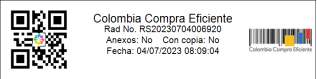 Colombia Compra Eficiente
Rad No. RS20230704006920
Anexos: No Con copia: No
Fecha: 04/07/2023 08:09:04
Colombia Compra Eficiente